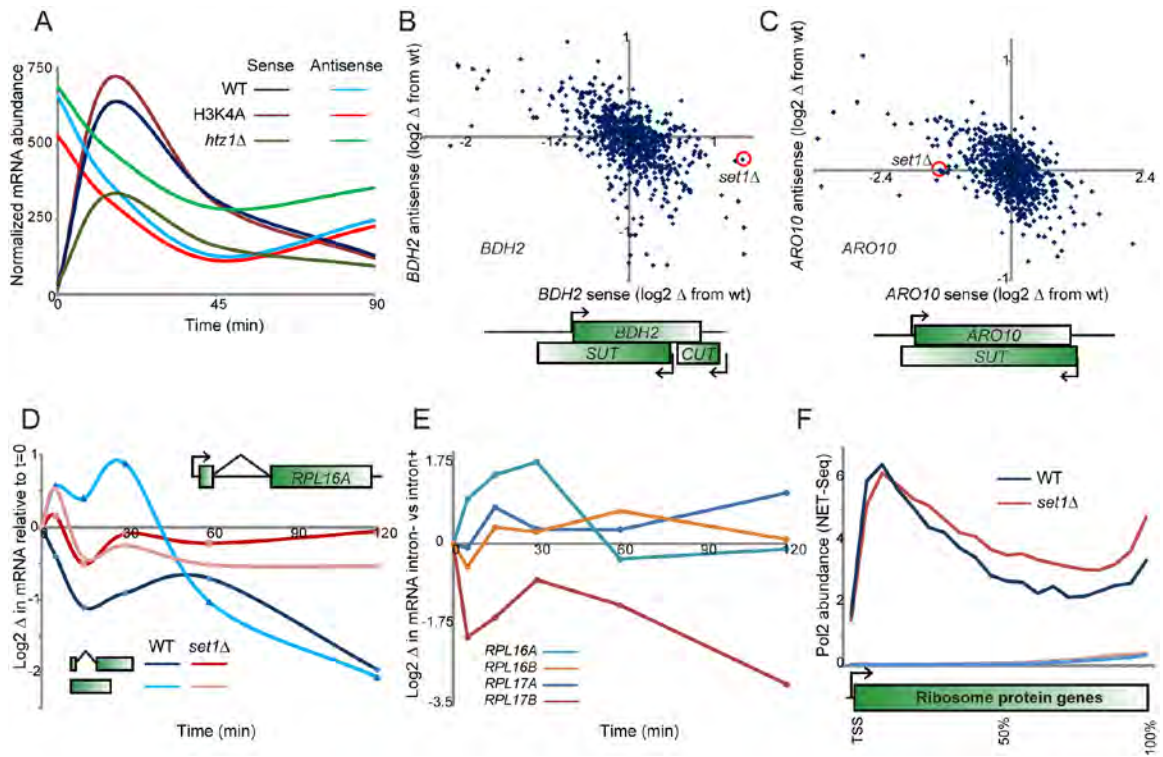 A
Normalized mRNA abundance
750
500
250
0
0
45
90
Time (min)
Sense Antisense
WT
H3K4A
htz1Δ
B
BDH2 antisense (log2 Δ from wt)
1
-2
-1
1
-1
set1Δ
BDH2
BDH2 sense (log2 Δ from wt)
BDH2
SUT
CUT
C
ARO10 antisense (log2 Δ from wt)
1
set1Δ
-2.4
2.4
ARO10
-1
ARO10 sense (log2 Δ from wt)
ARO10
SUT
D
Log2 Δ in mRNA relative to t=0
1
0
-1
-2
0
30
60
90
120
RPL16A
WT set1Δ
Time (min)
E
Log2 Δ in mRNA intron- vs intron+
1.75
0
-1.75
-3.5
0
30
60
90
120
RPL16A
RPL16B
RPL17A
RPL17B
Time (min)
F
Pol2 abundance (NET-Seq)
6
4
2
0
WT
set1Δ
Ribosome protein genes
TSS
50%
100%